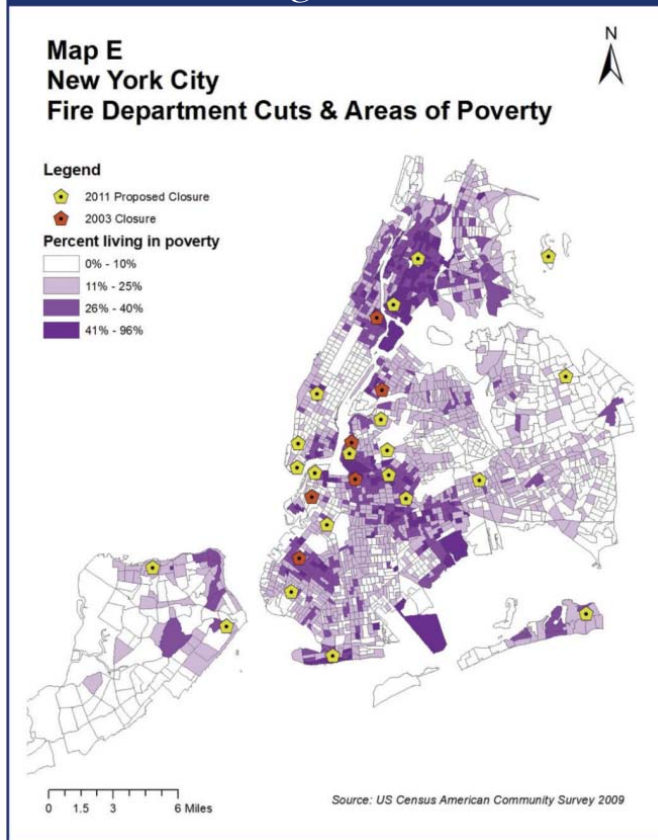 N
Map E
New York City
Fire Department Cuts & Areas of Poverty
Legend
2011 Proposed Closure
2003 Closure
Percent living in poverty
0% - 10%
11% - 25%
26% - 40%
41% - 96%
0 1.5 3 6 Miles
Source: US Census American Community Survey 2009